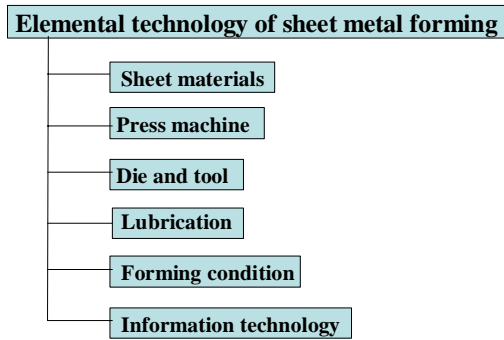 Elemental technology of sheet metal forming
Sheet materials
Press machine
Die and tool
Lubrication
Forming condition
Information technology